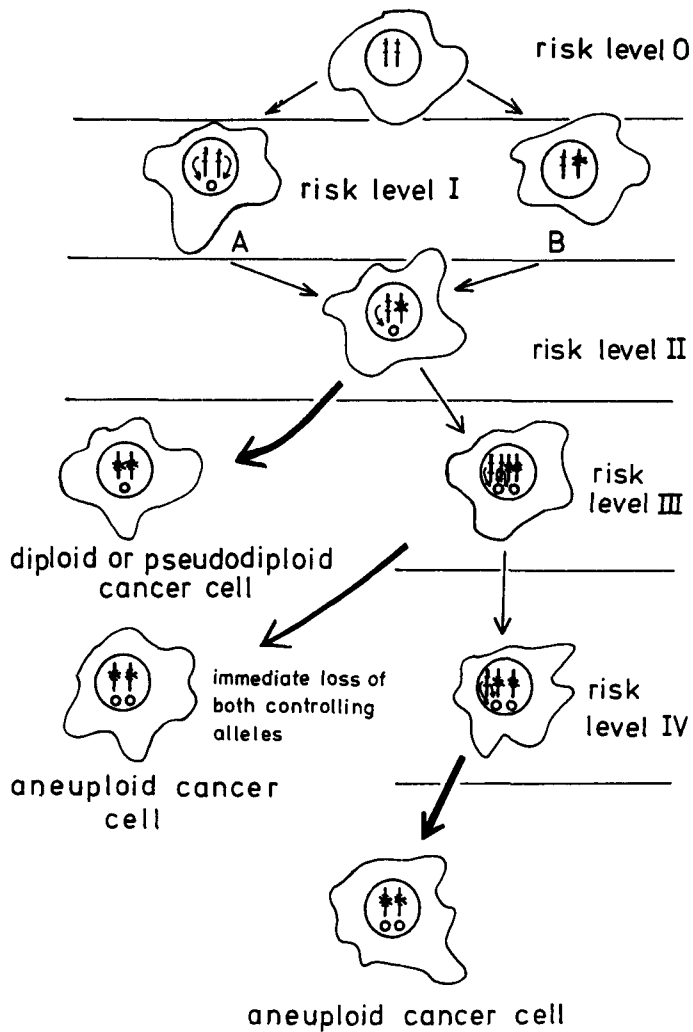 risk level 0
risk level I
A
B
risk level II
risk
level III
diploid or pseudodiploid
cancer cell
immediate loss of
both controlling
alleles
risk
level IV
aneuploid cancer
cell
aneuploid cancer cell